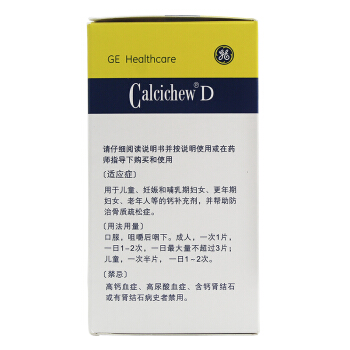 GE Healthcare
Calcichew® D
请仔细阅读说明书并按说明使用或在药
师指导下购买和使用
〔适应症〕
用于儿童、妊娠和哺乳期妇女、更年期
妇女、老年人等的钙补充剂，并帮助防
治骨质疏松症。
〔用法用量〕
口服，咀嚼后咽下。成人，一次1片，
一日1~2次，一日最大量不超过3片；
儿童，一次半片，一日1~2次。
〔禁忌〕
高钙血症、高尿酸血症、含钙肾结石
或有肾结石病史者禁用。